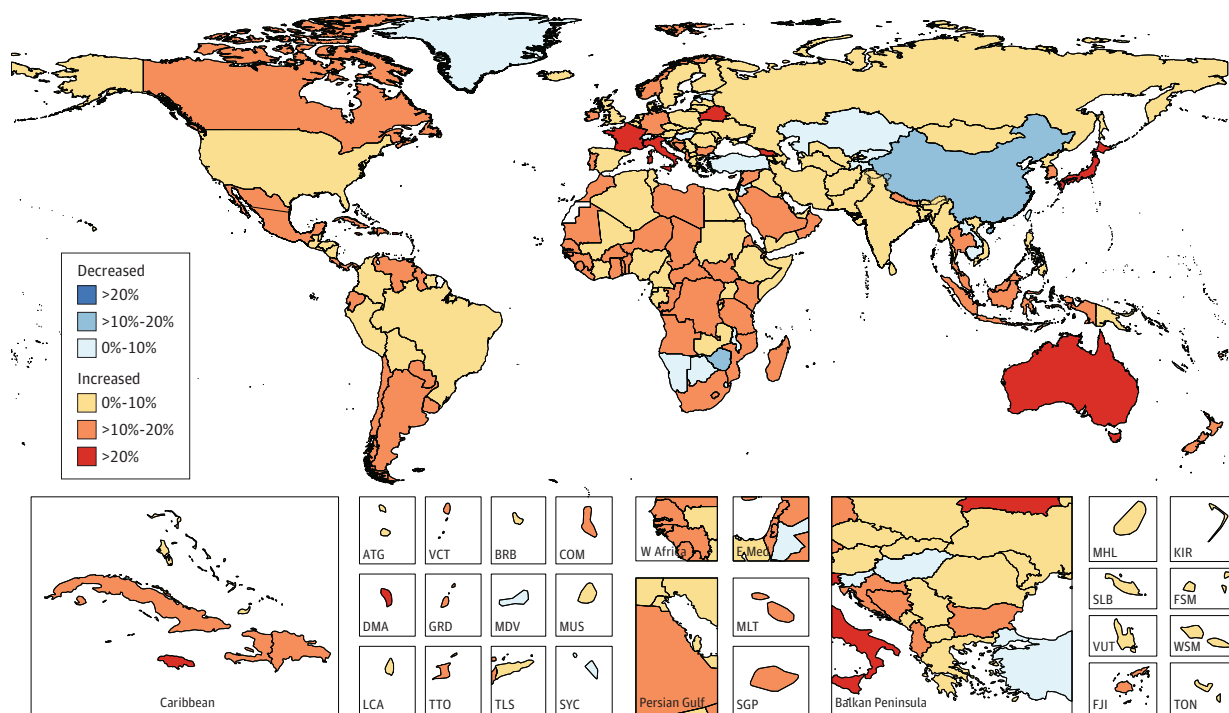 Decreased
>20%
>10%-20%
0%-10%
Increased
0%-10%
>10%-20%
>20%
Caribbean
ATG
VCT
BRB
COM
DMA
GRD
MDV
MUS
LCA
TTO
TLS
SYC
W Africa
E Med
Persian Gulf
MLT
SGP
Balkan Peninsula
MHL
KIR
SLB
FSM
VUT
WSM
FJI
TON